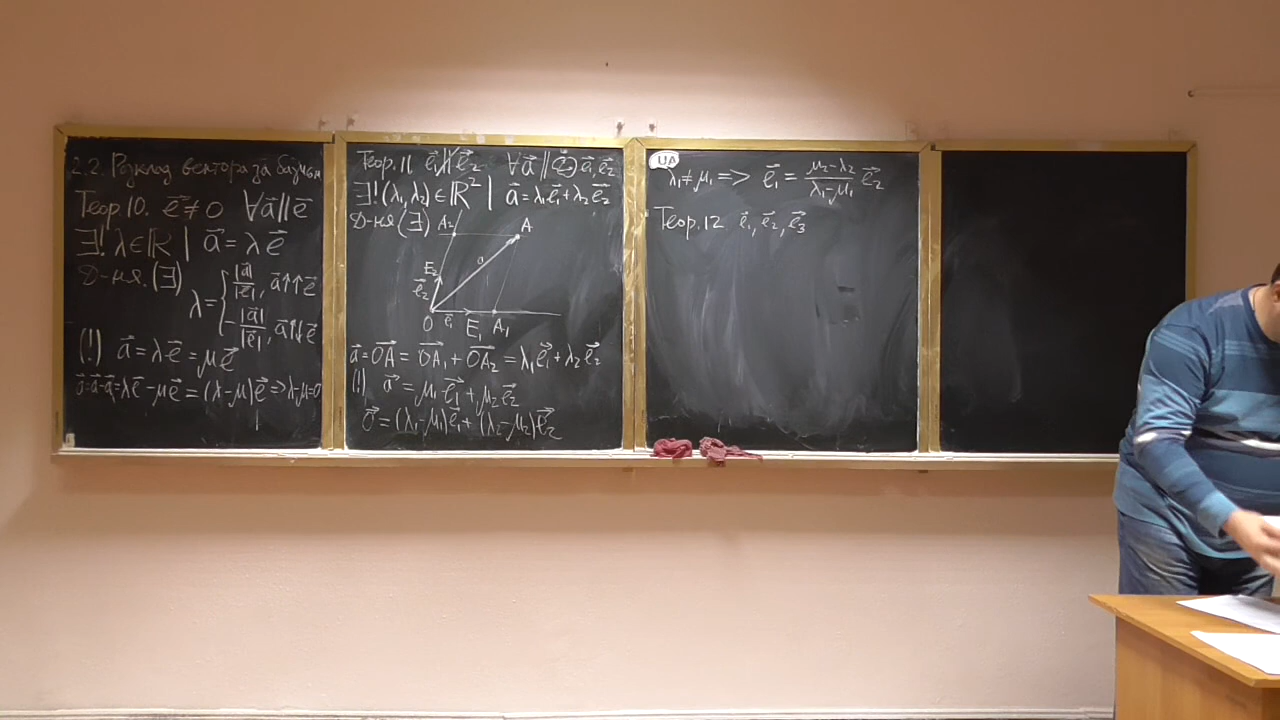 2.2. Розклад вектора за базисом
Теор.10. e⃗ ≠ 0 ∀a⃗ ∥ e⃗
∃! λ ∈ ℝ | a⃗ = λ e⃗
Д-ня. (∃)
λ = { |a⃗|/|e⃗|, a⃗↑↑e⃗
-|a⃗|/|e⃗|, a⃗↑↓e⃗
(!) a⃗ = λe⃗ = μe⃗
o⃗=a⃗-a⃗=λe⃗-μe⃗=(λ-μ)e⃗ => λ-μ=0
Теор.11 e⃗₁ ∦ e⃗₂ ∀a⃗ ∥ e⃗₁,e⃗₂
∃!(λ₁,λ₂) ∈ ℝ² | a⃗ = λ₁e⃗₁+λ₂e⃗₂
Д-ня (∃) A₂ A
a⃗
E₂
e⃗₂
O e⃗₁ E₁ A₁
a⃗ = OA⃗ = OA⃗₁ + OA⃗₂ = λ₁e⃗₁+λ₂e⃗₂
(!) a⃗ = μ₁e⃗₁+μ₂e⃗₂
o⃗ = (λ₁-μ₁)e⃗₁ + (λ₂-μ₂)e⃗₂
UA
λ₁≠μ₁ => e⃗₁ = (μ₂-λ₂)/(λ₁-μ₁) e⃗₂
Теор.12 e⃗₁, e⃗₂, e⃗₃